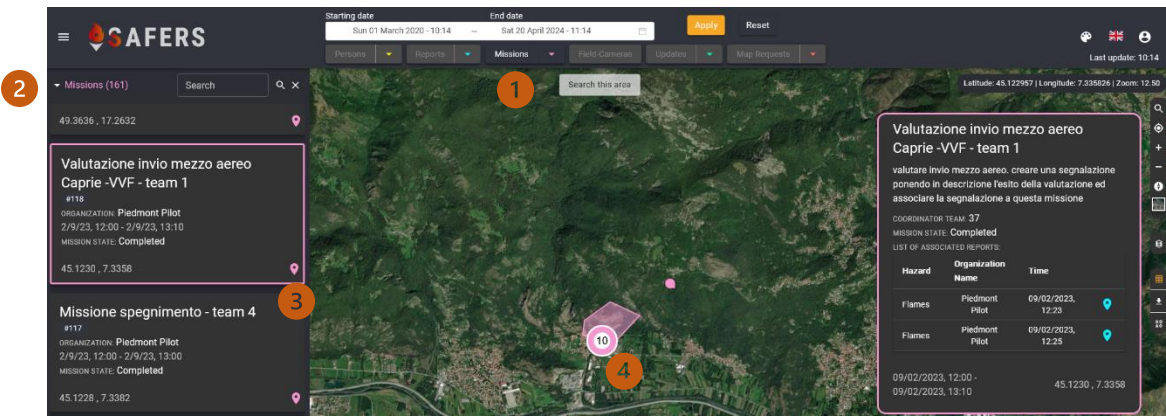 SAFERS
Starting date
End date
Sun 01 March 2020 - 10:14 -- Sat 20 April 2024 - 11:14
Apply
Reset
Persons
Reports
Missions
Field-Cameras
Updates
Map Requests
Last update: 10:14
2
Missions (161)
Search
49.3636 , 17.2632
Valutazione invio mezzo aereo
Caprie -VVF - team 1
#118
ORGANIZATION: Piedmont Pilot
2/9/23, 12:00 - 2/9/23, 13:10
MISSION STATE: Completed
45.1230 , 7.3358
3
Missione spegnimento - team 4
#117
ORGANIZATION: Piedmont Pilot
2/9/23, 12:00 - 2/9/23, 13:00
MISSION STATE: Completed
45.1228 , 7.3382
1
Search this area
10
4
Latitude: 45.122957 | Longitude: 7.335826 | Zoom: 12.50
Valutazione invio mezzo aereo
Caprie -VVF - team 1
valutare invio mezzo aereo. creare una segnalazione
ponendo in descrizione l'esito della valutazione ed
associare la segnalazione a questa missione
COORDINATOR TEAM: 37
MISSION STATE: Completed
LIST OF ASSOCIATED REPORTS:
Hazard
Organization
Name
Time
Flames
Piedmont
Pilot
09/02/2023,
12:23
Flames
Piedmont
Pilot
09/02/2023,
12:25
09/02/2023, 12:00 -
09/02/2023, 13:10
45.1230 , 7.3358